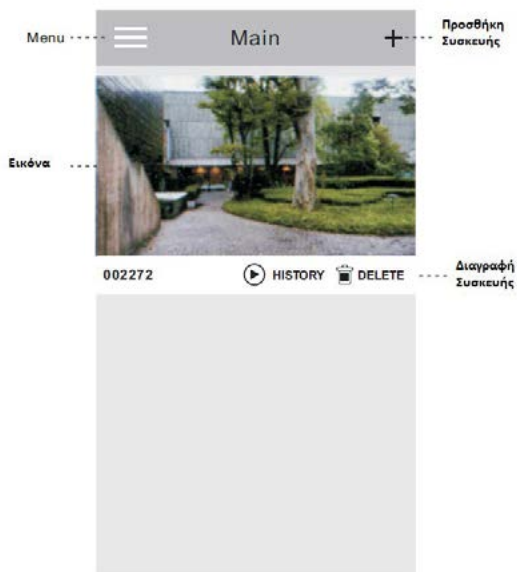 Menu
Main
+
Προσθήκη
Συσκευής
Εικόνα
002272
HISTORY
DELETE
Διαγραφή
Συσκευής